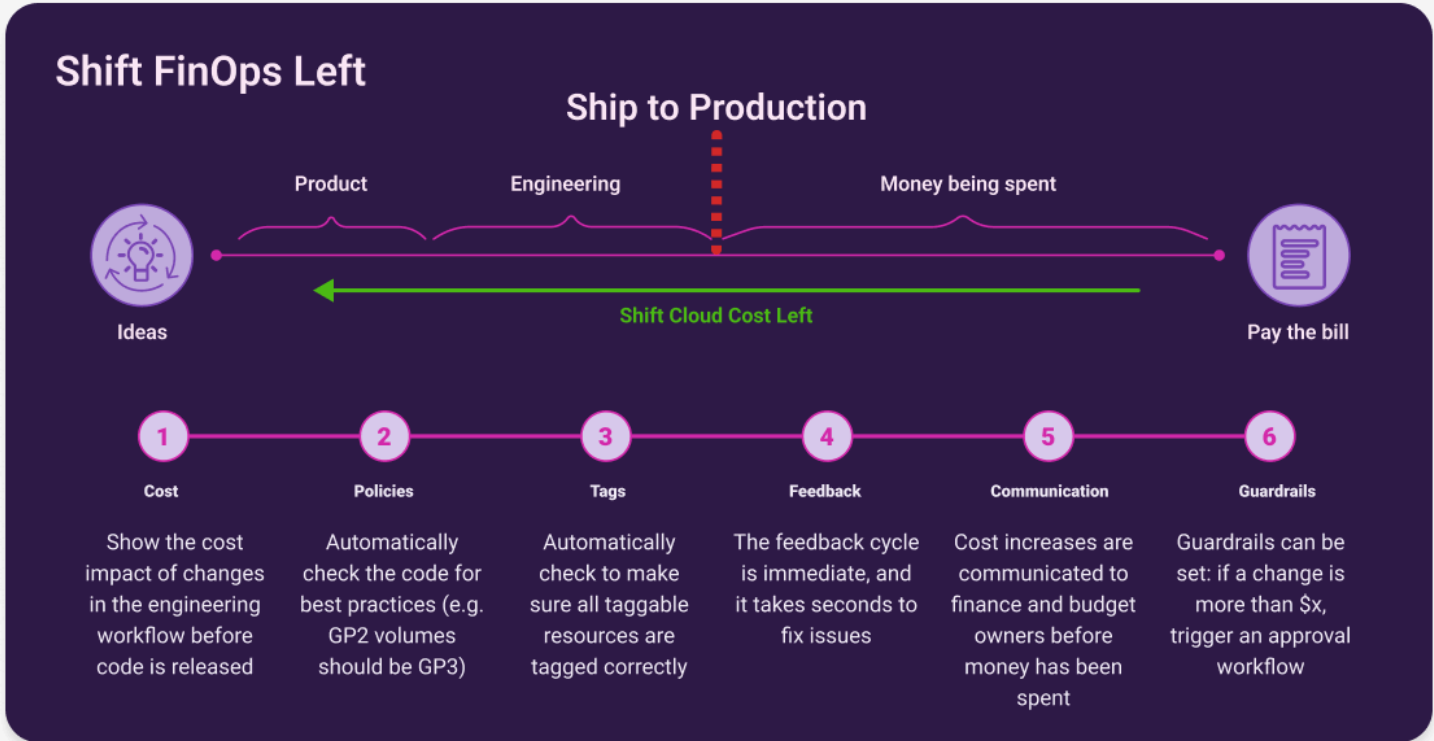 Shift FinOps Left
Ship to Production
Product
Engineering
Money being spent
Shift Cloud Cost Left
Ideas
Pay the bill
1
2
3
4
5
6
Cost
Policies
Tags
Feedback
Communication
Guardrails
Show the cost
impact of changes
in the engineering
workflow before
code is released
Automatically
check the code for
best practices (e.g.
GP2 volumes
should be GP3)
Automatically
check to make
sure all taggable
resources are
tagged correctly
The feedback cycle
is immediate, and
it takes seconds to
fix issues
Cost increases are
communicated to
finance and budget
owners before
money has been
spent
Guardrails can be
set: if a change is
more than $x,
trigger an approval
workflow